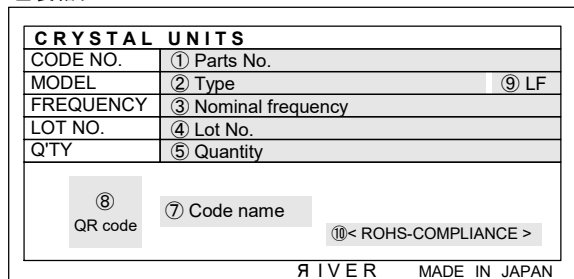 CRYSTAL UNITS
CODE NO. ① Parts No.
MODEL ② Type ⑨ LF
FREQUENCY ③ Nominal frequency
LOT NO. ④ Lot No.
Q'TY ⑤ Quantity
⑧
QR code
⑦ Code name
⑩< ROHS-COMPLIANCE >
ЯIVER MADE IN JAPAN